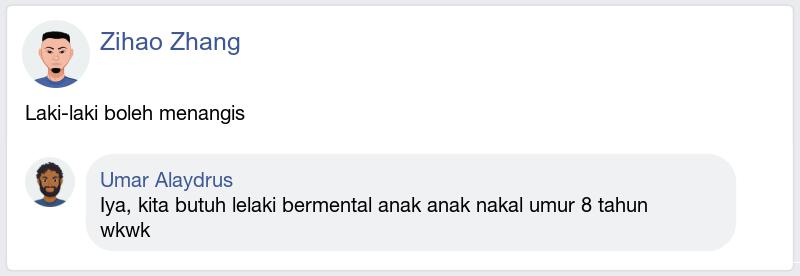 Zihao Zhang
Laki-laki boleh menangis
Umar Alaydrus
Iya, kita butuh lelaki bermental anak anak nakal umur 8 tahun
wkwk